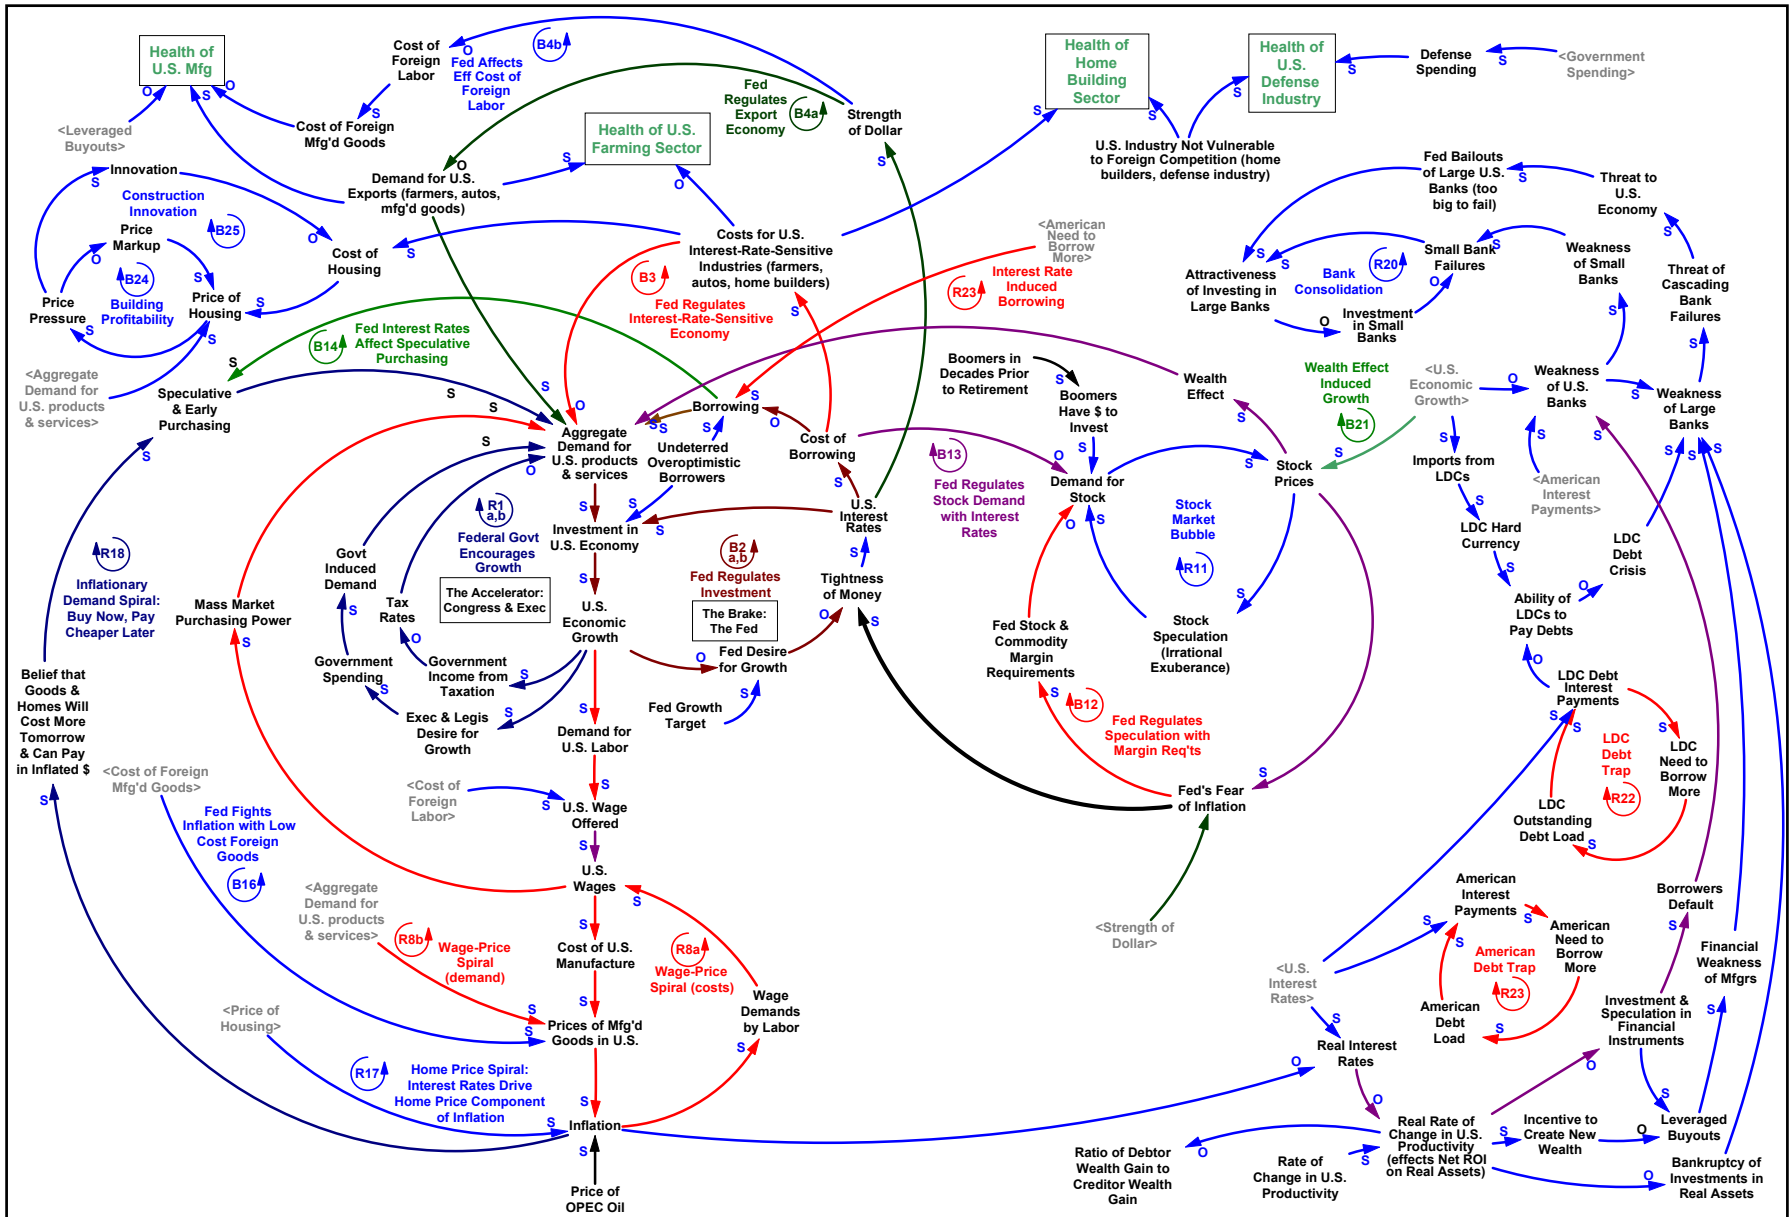 Health of
U.S. Mfg
Cost of
Foreign
Labor
B4b
Fed Affects
Eff Cost of
Foreign
Labor
Fed
Regulates
Export
Economy
B4a
Strength
of Dollar
Health of
Home
Building
Sector
Health of
U.S.
Defense
Industry
Defense
Spending
<Government
Spending>
<Leveraged
Buyouts>
Cost of Foreign
Mfg'd Goods
Health of U.S.
Farming Sector
U.S. Industry Not Vulnerable
to Foreign Competition (home
builders, defense industry)
Fed Bailouts
of Large U.S.
Banks (too
big to fail)
Threat to
U.S.
Economy
Innovation
Demand for U.S.
Exports (farmers, autos,
mfg'd goods)
Construction
Innovation
B25
Price
Markup
Cost of
Housing
Costs for U.S.
Interest-Rate-Sensitive
Industries (farmers,
autos, home builders)
<American
Need to
Borrow
More>
Small Bank
Failures
Weakness
of Small
Banks
R20
Bank
Consolidation
Attractiveness
of Investing in
Large Banks
Threat of
Cascading
Bank
Failures
B24
Building
Profitability
Price
Pressure
Price of
Housing
B3
Fed Regulates
Interest-Rate-Sensitive
Economy
R23
Interest Rate
Induced
Borrowing
Investment
in Small
Banks
B14
Fed Interest Rates
Affect Speculative
Purchasing
<Aggregate
Demand for
U.S. products
& services>
Speculative
& Early
Purchasing
Boomers in
Decades Prior
to Retirement
Boomers
Have $ to
Invest
Wealth
Effect
Wealth Effect
Induced
Growth
B21
<U.S.
Economic
Growth>
Weakness
of U.S.
Banks
Weakness
of Large
Banks
Borrowing
Aggregate
Demand for
U.S. products
& services
Undeterred
Overoptimistic
Borrowers
Cost of
Borrowing
B13
Fed Regulates
Stock Demand
with Interest
Rates
Demand for
Stock
Stock
Prices
Imports from
LDCs
<American
Interest
Payments>
R1
a,b
Federal Govt
Encourages
Growth
Investment in
U.S. Economy
U.S.
Interest
Rates
Stock
Market
Bubble
R11
LDC Hard
Currency
LDC
Debt
Crisis
R18
Inflationary
Demand Spiral:
Buy Now, Pay
Cheaper Later
Govt
Induced
Demand
Tax
Rates
The Accelerator:
Congress & Exec
B2
a,b
Fed Regulates
Investment
The Brake:
The Fed
Tightness
of Money
Mass Market
Purchasing Power
U.S.
Economic
Growth
Fed Desire
for Growth
Fed Stock &
Commodity
Margin
Requirements
Stock
Speculation
(Irrational
Exuberance)
Ability of
LDCs to
Pay Debts
Government
Spending
Government
Income from
Taxation
Belief that
Goods &
Homes Will
Cost More
Tomorrow
& Can Pay
in Inflated $
Exec & Legis
Desire for
Growth
Fed Growth
Target
B12
Fed Regulates
Speculation with
Margin Req'ts
LDC Debt
Interest
Payments
Demand for
U.S. Labor
LDC
Debt
Trap
R22
LDC
Need to
Borrow
More
<Cost of Foreign
Mfg'd Goods>
<Cost of
Foreign
Labor>
U.S. Wage
Offered
Fed's Fear
of Inflation
LDC
Outstanding
Debt Load
Fed Fights
Inflation with Low
Cost Foreign
Goods
B16
U.S.
Wages
<Aggregate
Demand for
U.S. products
& services>
R8b
Wage-Price
Spiral
(demand)
Cost of U.S.
Manufacture
R8a
Wage-Price
Spiral (costs)
<Strength of
Dollar>
American
Interest
Payments
Borrowers
Default
American
Need to
Borrow
More
American
Debt Trap
R23
Financial
Weakness
of Mfgrs
<U.S.
Interest
Rates>
American
Debt
Load
Investment &
Speculation in
Financial
Instruments
<Price of
Housing>
Prices of Mfg'd
Goods in U.S.
Wage
Demands
by Labor
Real Interest
Rates
R17
Home Price Spiral:
Interest Rates Drive
Home Price Component
of Inflation
Inflation
Ratio of Debtor
Wealth Gain to
Creditor Wealth
Gain
Rate of
Change in U.S.
Productivity
Real Rate of
Change in U.S.
Productivity
(effects Net ROI
on Real Assets)
Incentive to
Create New
Wealth
Leveraged
Buyouts
Bankruptcy of
Investments in
Real Assets
Price of
OPEC Oil